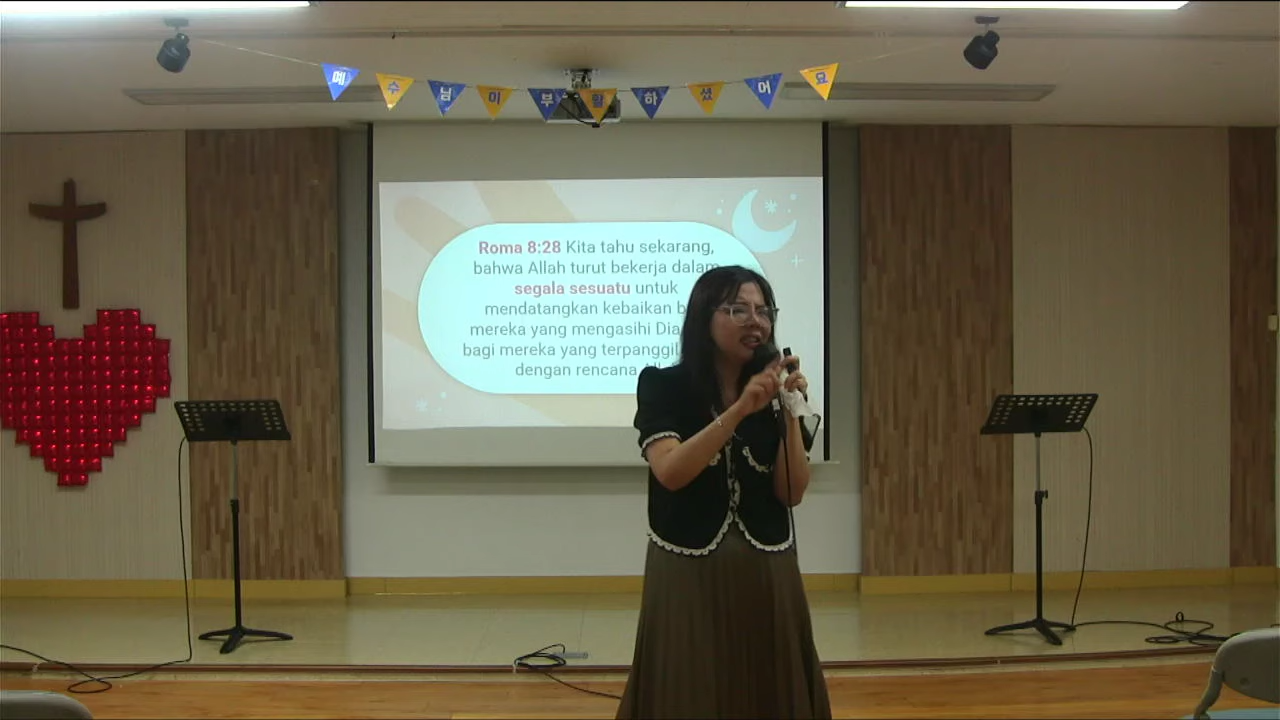 예수님이부활하셨어요
Roma 8:28 Kita tahu sekarang,
bahwa Allah turut bekerja dalam
segala sesuatu untuk
mendatangkan kebaikan
mereka yang mengasihi Dia
bagi mereka yang terpanggil
dengan rencana